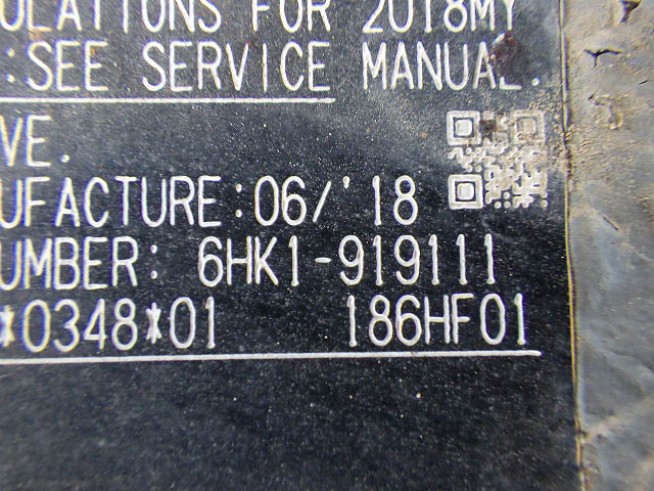 ULATIONS FOR 2018MY
:SEE SERVICE MANUAL.
VE.
UFACTURE:06/'18
UMBER: 6HK1-919111
*0348*01 186HF01